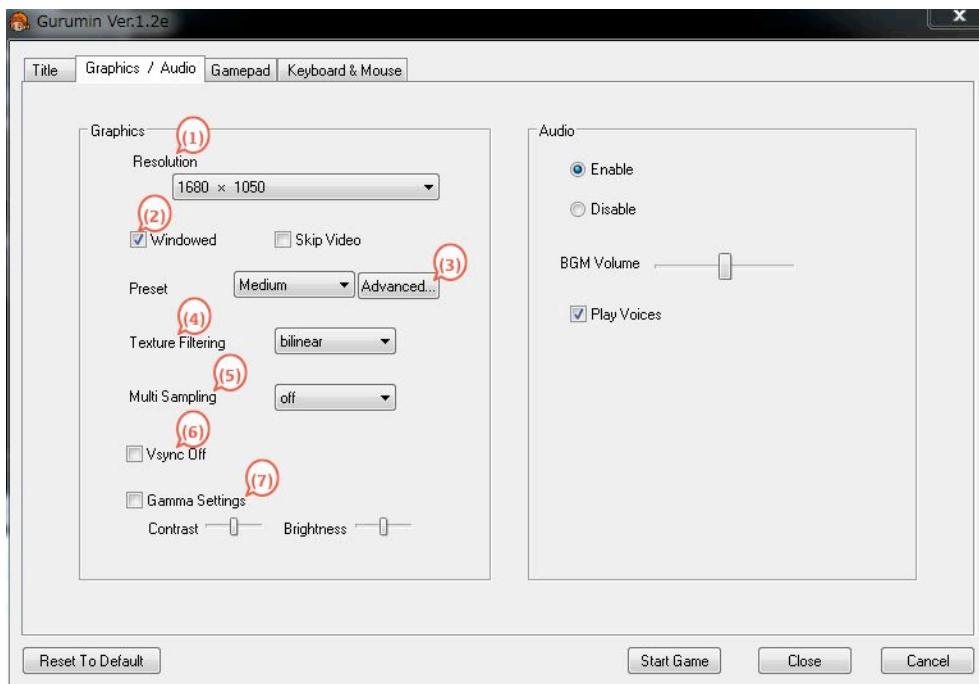 Gurumin Ver.1.2e
x
Title Graphics / Audio Gamepad Keyboard & Mouse
Graphics
(1)
Resolution
1680 × 1050
(2)
Windowed Skip Video
(3)
Preset Medium Advanced...
(4)
Texture Filtering bilinear
(5)
Multi Sampling off
(6)
Vsync Off
(7)
Gamma Settings
Contrast Brightness
Audio
Enable
Disable
BGM Volume
Play Voices
Reset To Default Start Game Close Cancel